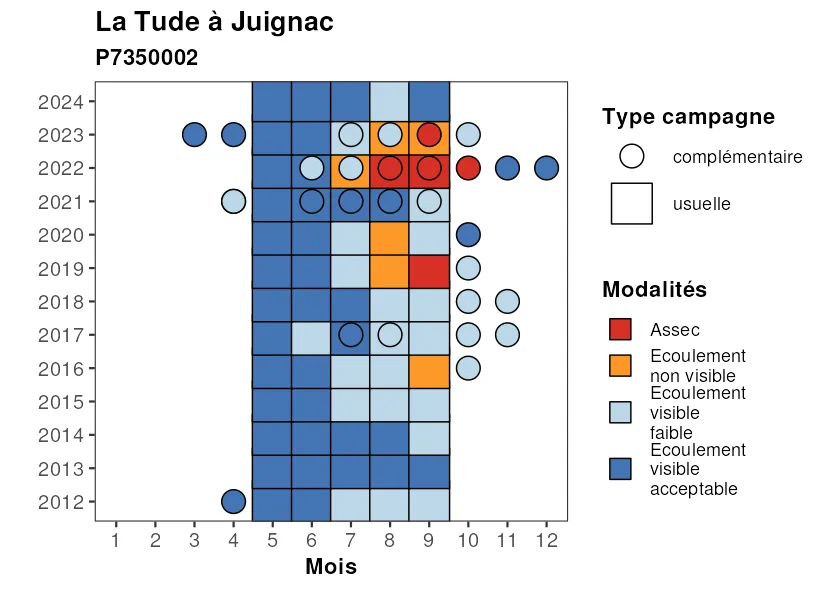 La Tude à Juignac
P7350002
2024
2023
2022
2021
2020
2019
2018
2017
2016
2015
2014
2013
2012
1 2 3 4 5 6 7 8 9 10 11 12
Mois
Type campagne
complémentaire
usuelle
Modalités
Assec
Ecoulement
non visible
Ecoulement
visible
faible
Ecoulement
visible
acceptable